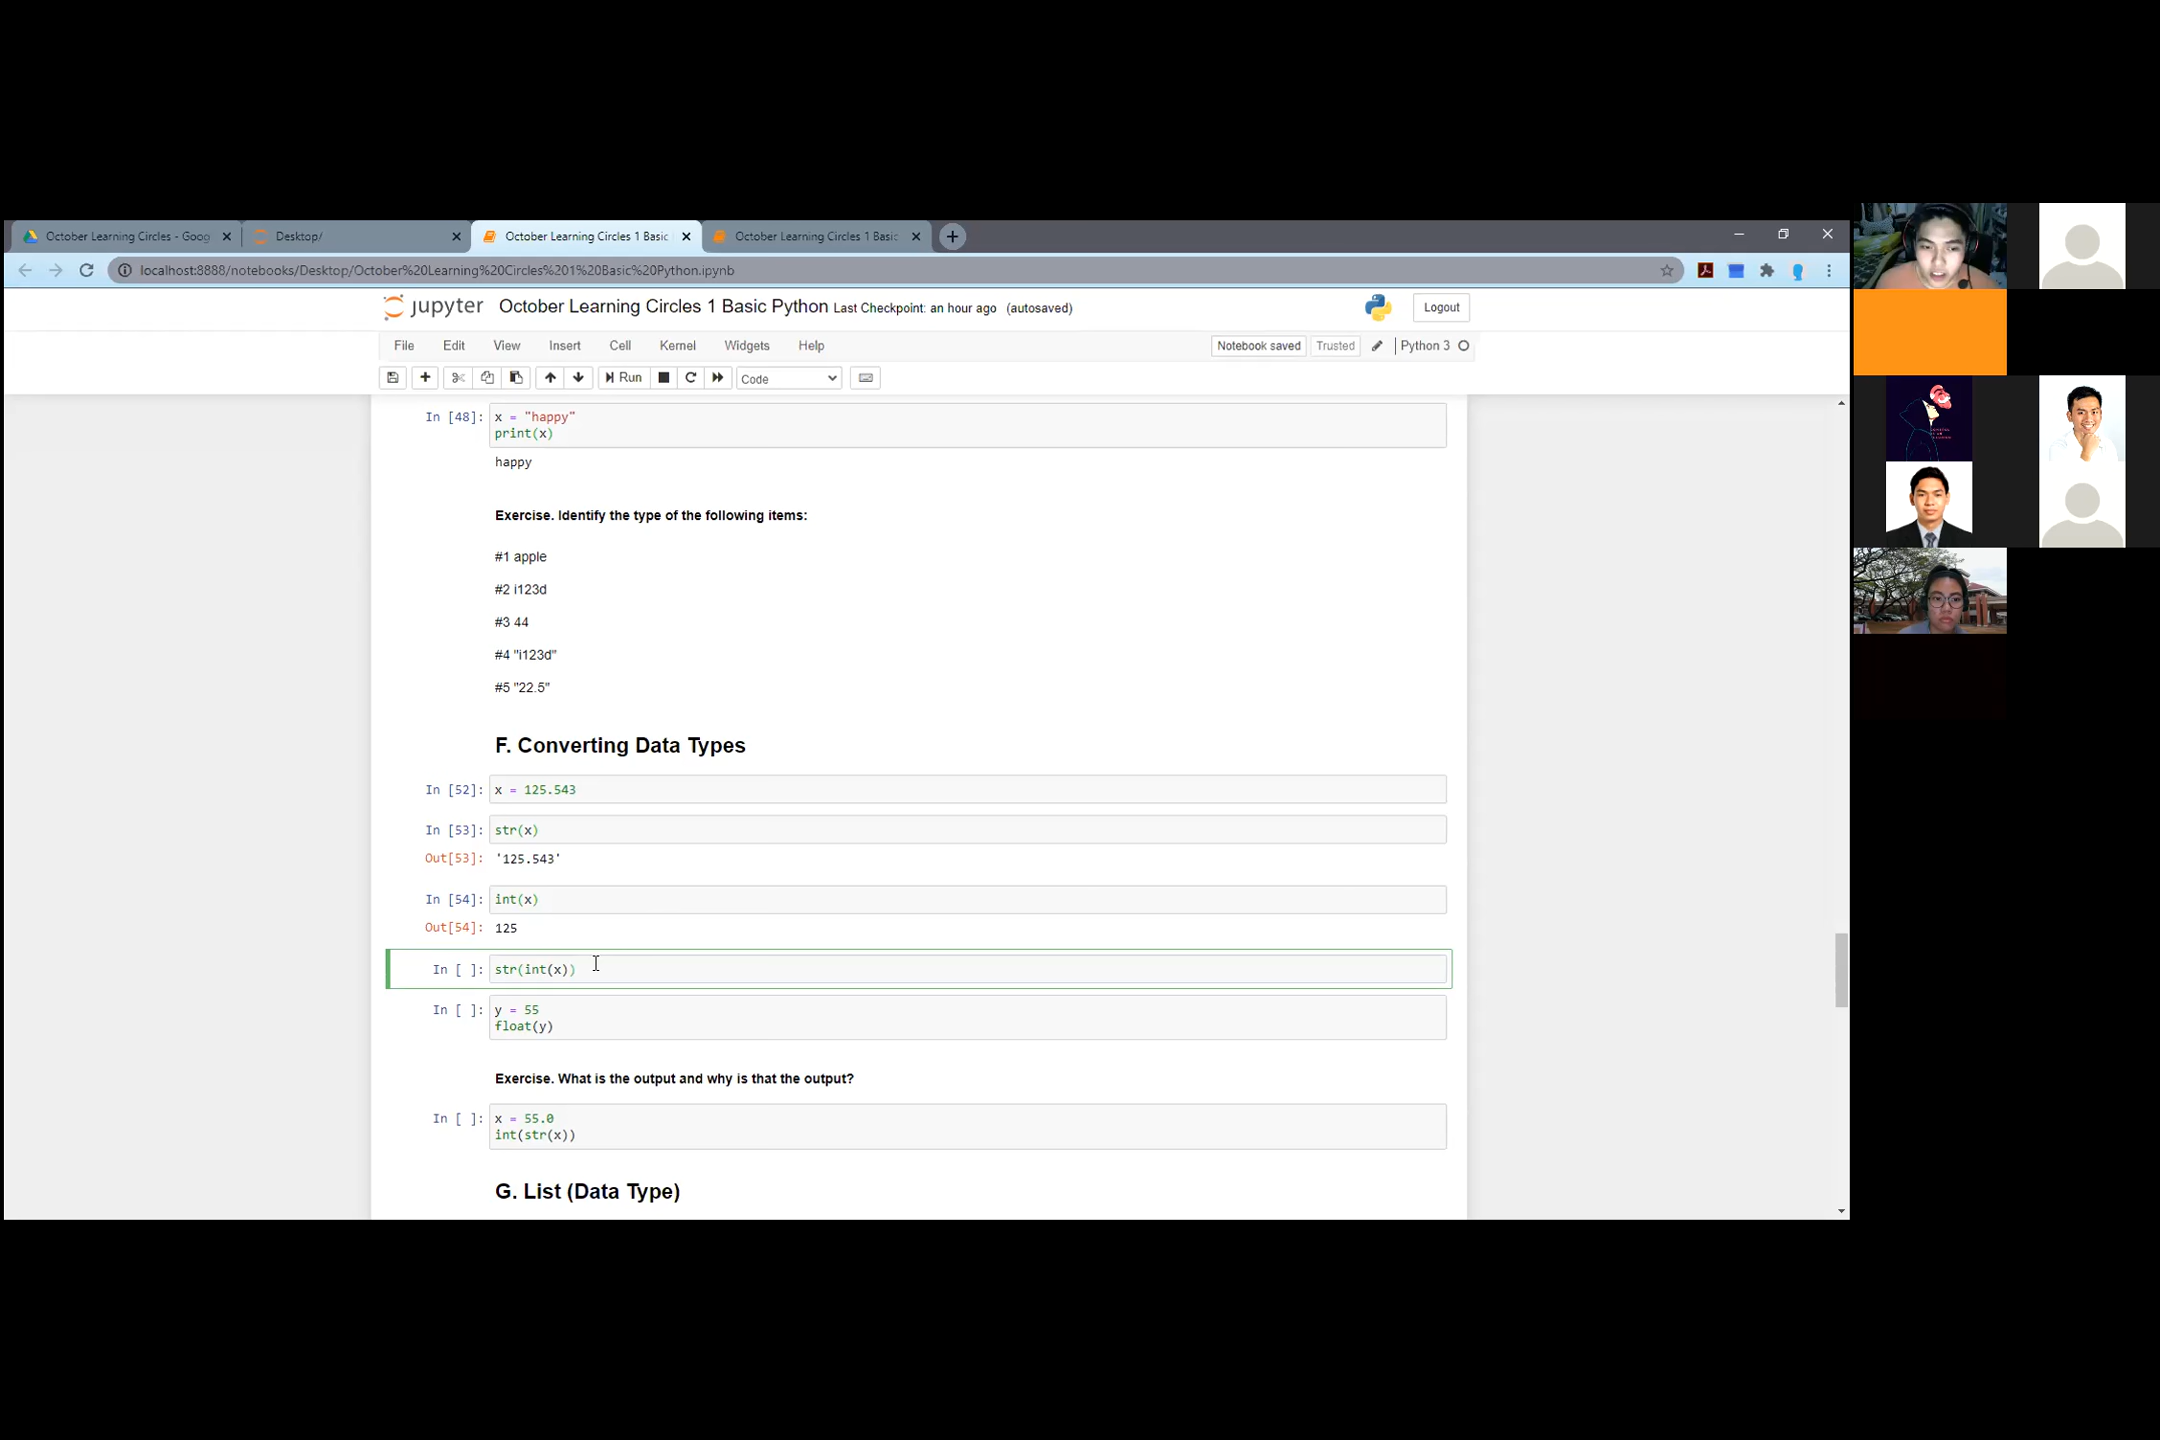 October Learning Circles - Goog
Desktop/
October Learning Circles 1 Basic
October Learning Circles 1 Basic
localhost:8888/notebooks/Desktop/October%20Learning%20Circles%201%20Basic%20Python.ipynb
jupyter October Learning Circles 1 Basic Python Last Checkpoint: an hour ago (autosaved)
Logout
File Edit View Insert Cell Kernel Widgets Help
Notebook saved Trusted Python 3
Run Code
In [48]: x = "happy"
print(x)
happy
Exercise. Identify the type of the following items:
#1 apple
#2 i123d
#3 44
#4 "i123d"
#5 "22.5"
F. Converting Data Types
In [52]: x = 125.543
In [53]: str(x)
Out[53]: '125.543'
In [54]: int(x)
Out[54]: 125
In [ ]: str(int(x))
In [ ]: y = 55
float(y)
Exercise. What is the output and why is that the output?
In [ ]: x = 55.0
int(str(x))
G. List (Data Type)